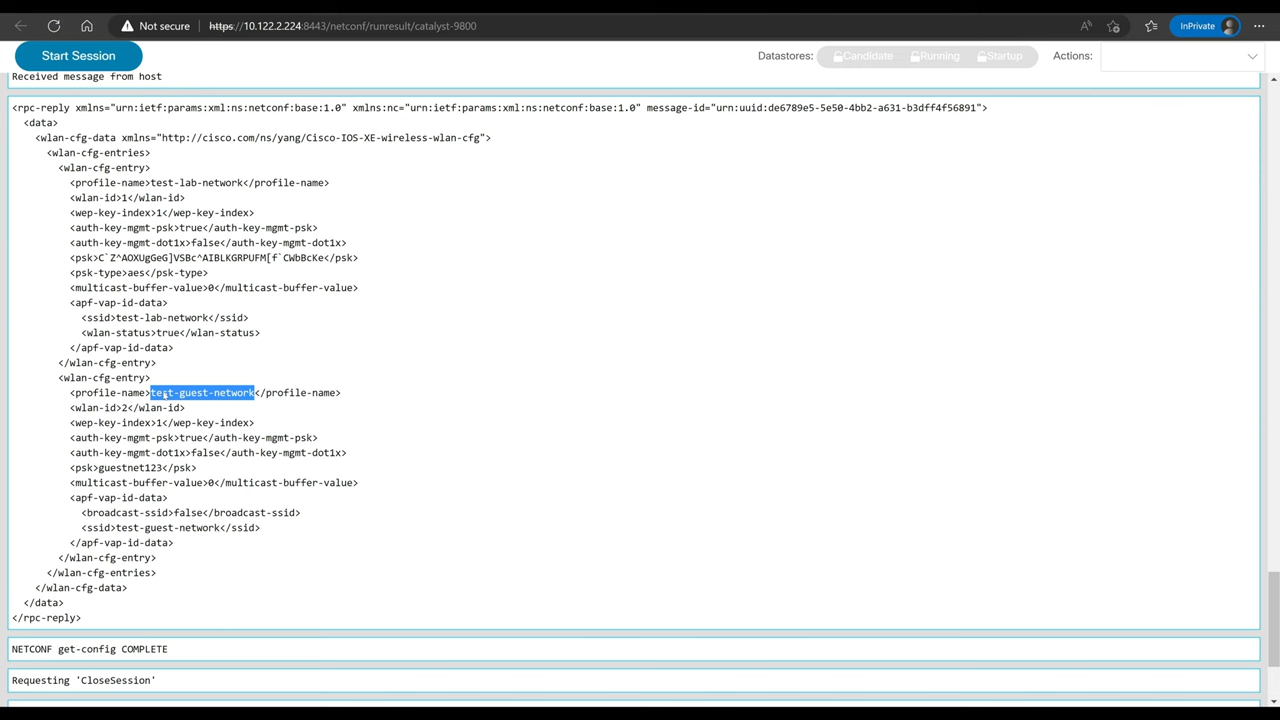 Not secure https://10.122.2.224:8443/netconf/runresult/catalyst-9800 InPrivate
Start Session Datastores: Candidate Running Startup Actions:
Received message from host
<rpc-reply xmlns="urn:ietf:params:xml:ns:netconf:base:1.0" xmlns:nc="urn:ietf:params:xml:ns:netconf:base:1.0" message-id="urn:uuid:de6789e5-5e50-4bb2-a631-b3dff4f56891">
<data>
<wlan-cfg-data xmlns="http://cisco.com/ns/yang/Cisco-IOS-XE-wireless-wlan-cfg">
<wlan-cfg-entries>
<wlan-cfg-entry>
<profile-name>test-lab-network</profile-name>
<wlan-id>1</wlan-id>
<wep-key-index>1</wep-key-index>
<auth-key-mgmt-psk>true</auth-key-mgmt-psk>
<auth-key-mgmt-dot1x>false</auth-key-mgmt-dot1x>
<psk>C`Z^AOXUgGeG]VSBc^AIBLKGRPUFM[f`CWbBcKe</psk>
<psk-type>aes</psk-type>
<multicast-buffer-value>0</multicast-buffer-value>
<apf-vap-id-data>
<ssid>test-lab-network</ssid>
<wlan-status>true</wlan-status>
</apf-vap-id-data>
</wlan-cfg-entry>
<wlan-cfg-entry>
<profile-name>test-guest-network</profile-name>
<wlan-id>2</wlan-id>
<wep-key-index>1</wep-key-index>
<auth-key-mgmt-psk>true</auth-key-mgmt-psk>
<auth-key-mgmt-dot1x>false</auth-key-mgmt-dot1x>
<psk>guestnet123</psk>
<multicast-buffer-value>0</multicast-buffer-value>
<apf-vap-id-data>
<broadcast-ssid>false</broadcast-ssid>
<ssid>test-guest-network</ssid>
</apf-vap-id-data>
</wlan-cfg-entry>
</wlan-cfg-entries>
</wlan-cfg-data>
</data>
</rpc-reply>
NETCONF get-config COMPLETE
Requesting 'CloseSession'